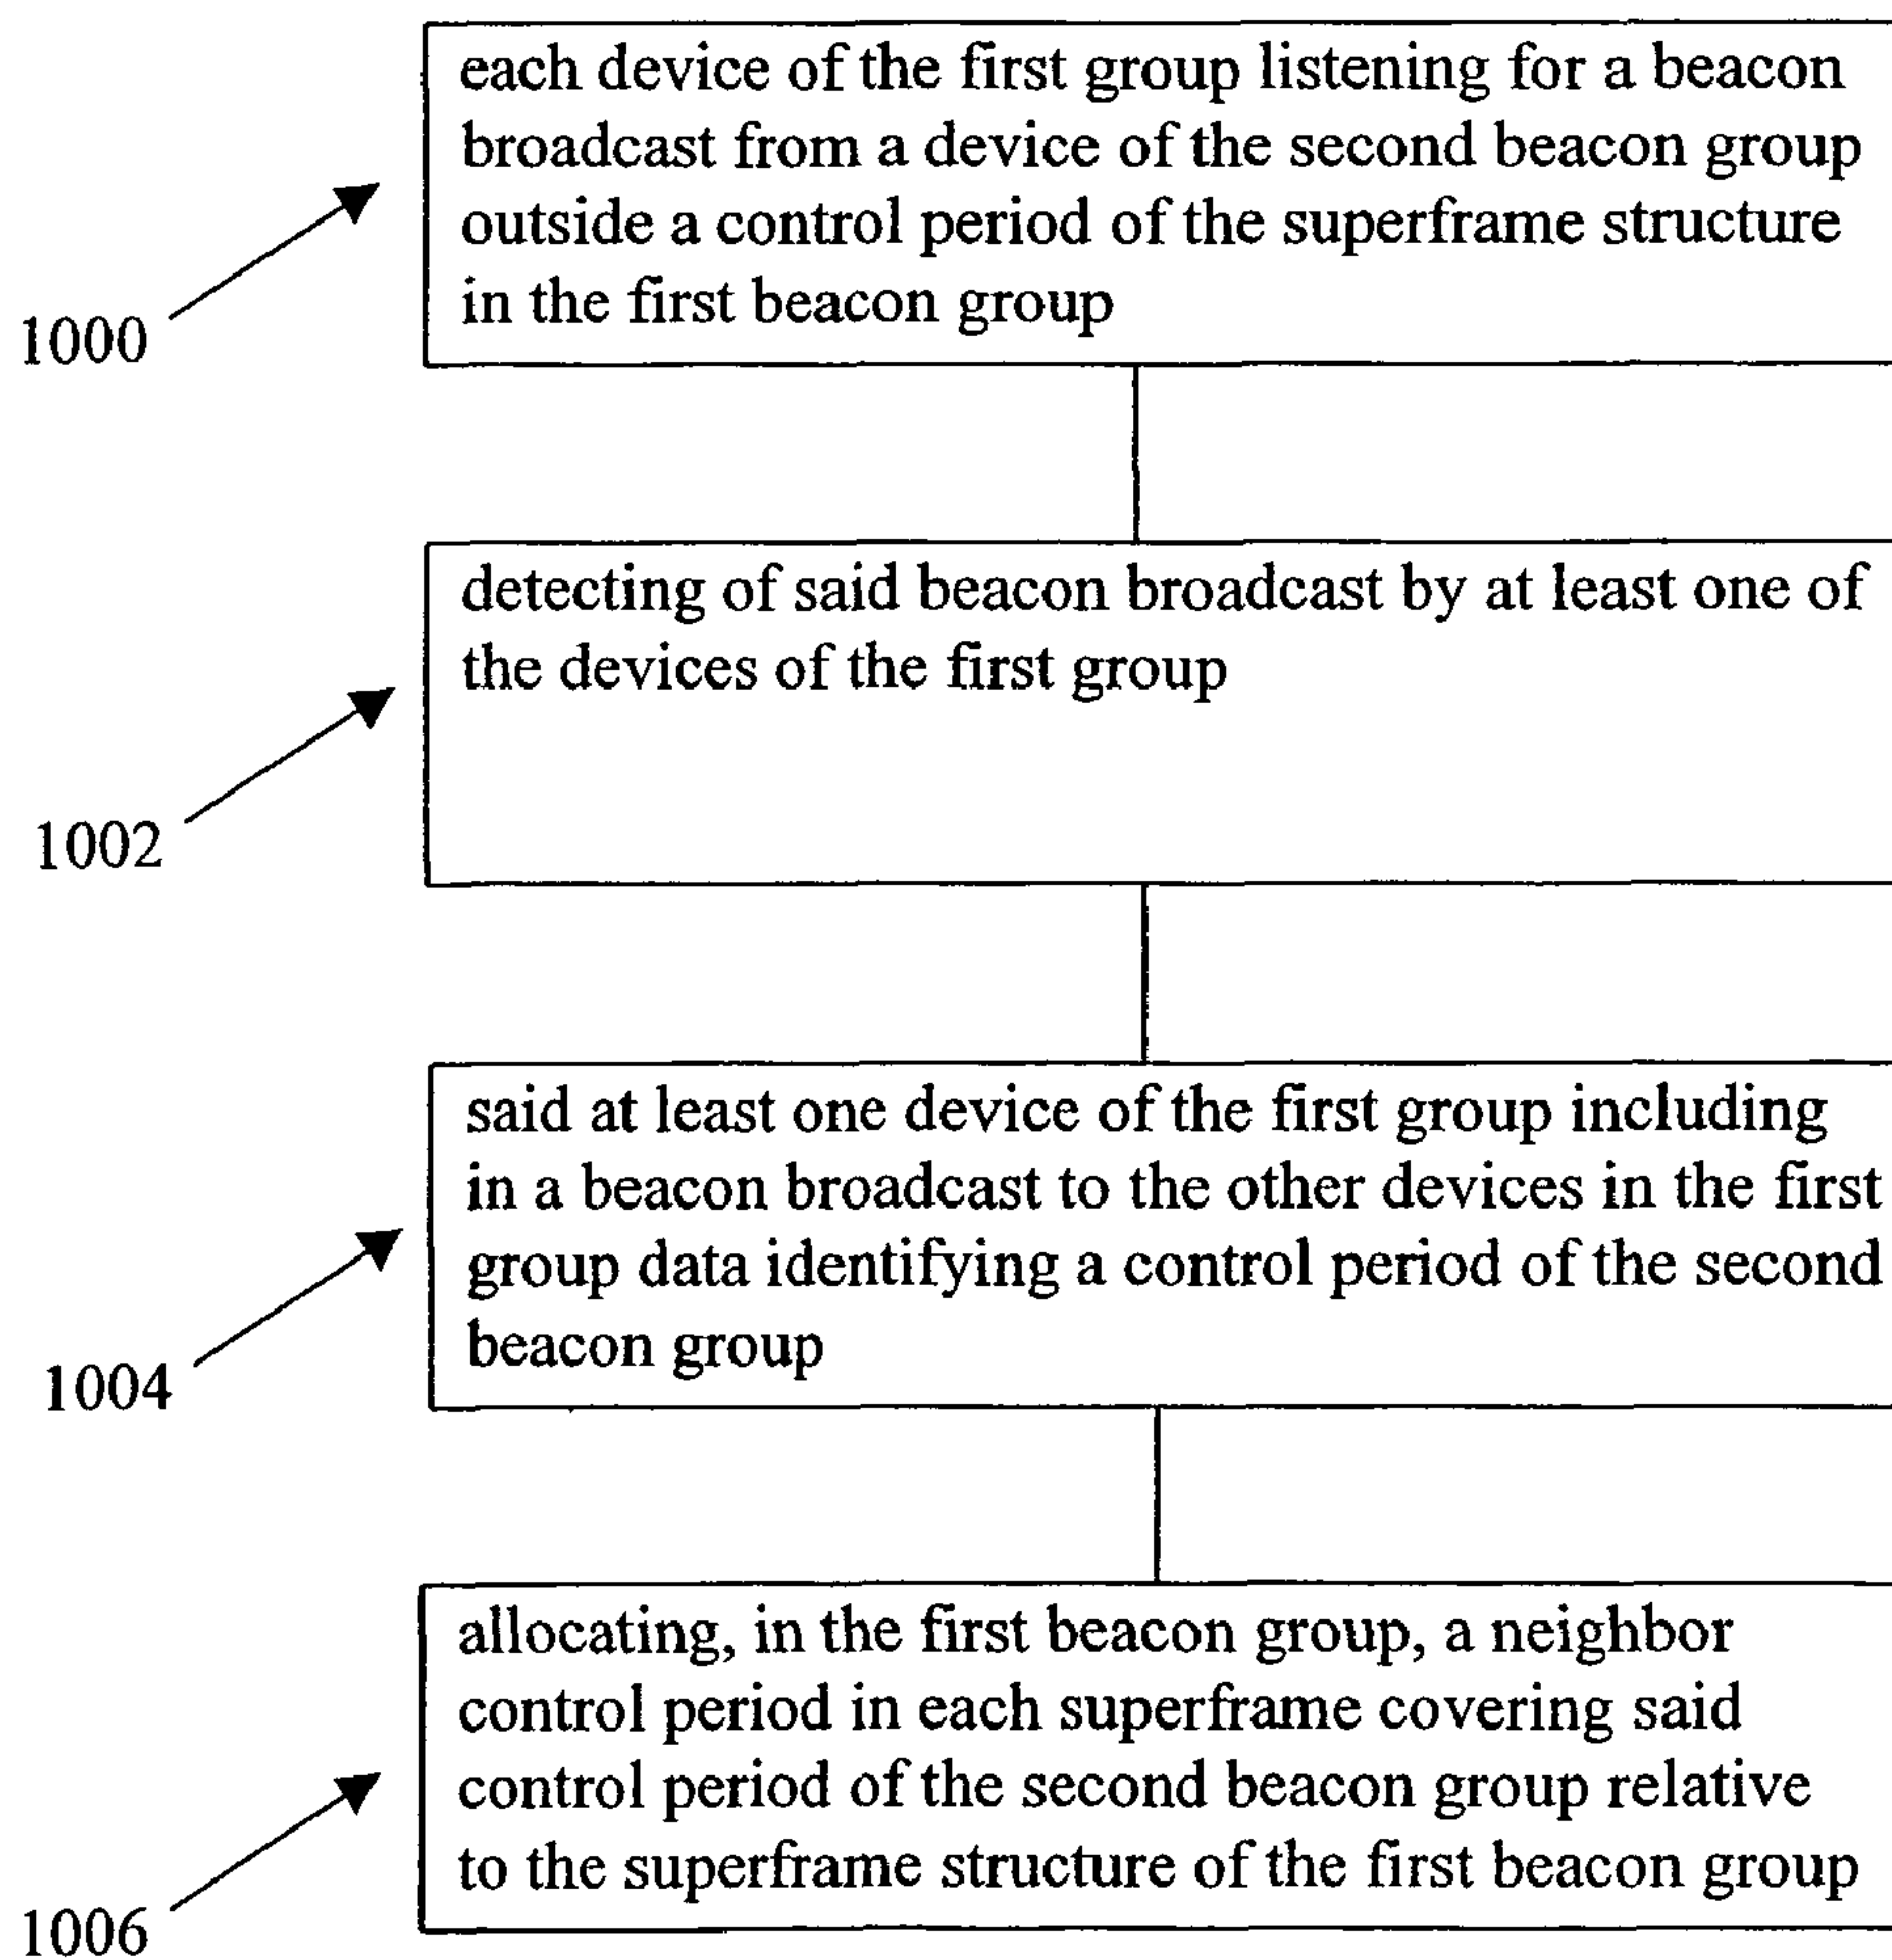 each device of the first group listening for a beacon
broadcast from a device of the second beacon group
outside a control period of the superframe structure
in the first beacon group
1000
detecting of said beacon broadcast by at least one of
the devices of the first group
1002
said at least one device of the first group including
in a beacon broadcast to the other devices in the first
group data identifying a control period of the second
beacon group
1004
allocating, in the first beacon group, a neighbor
control period in each superframe covering said
control period of the second beacon group relative
to the superframe structure of the first beacon group
1006